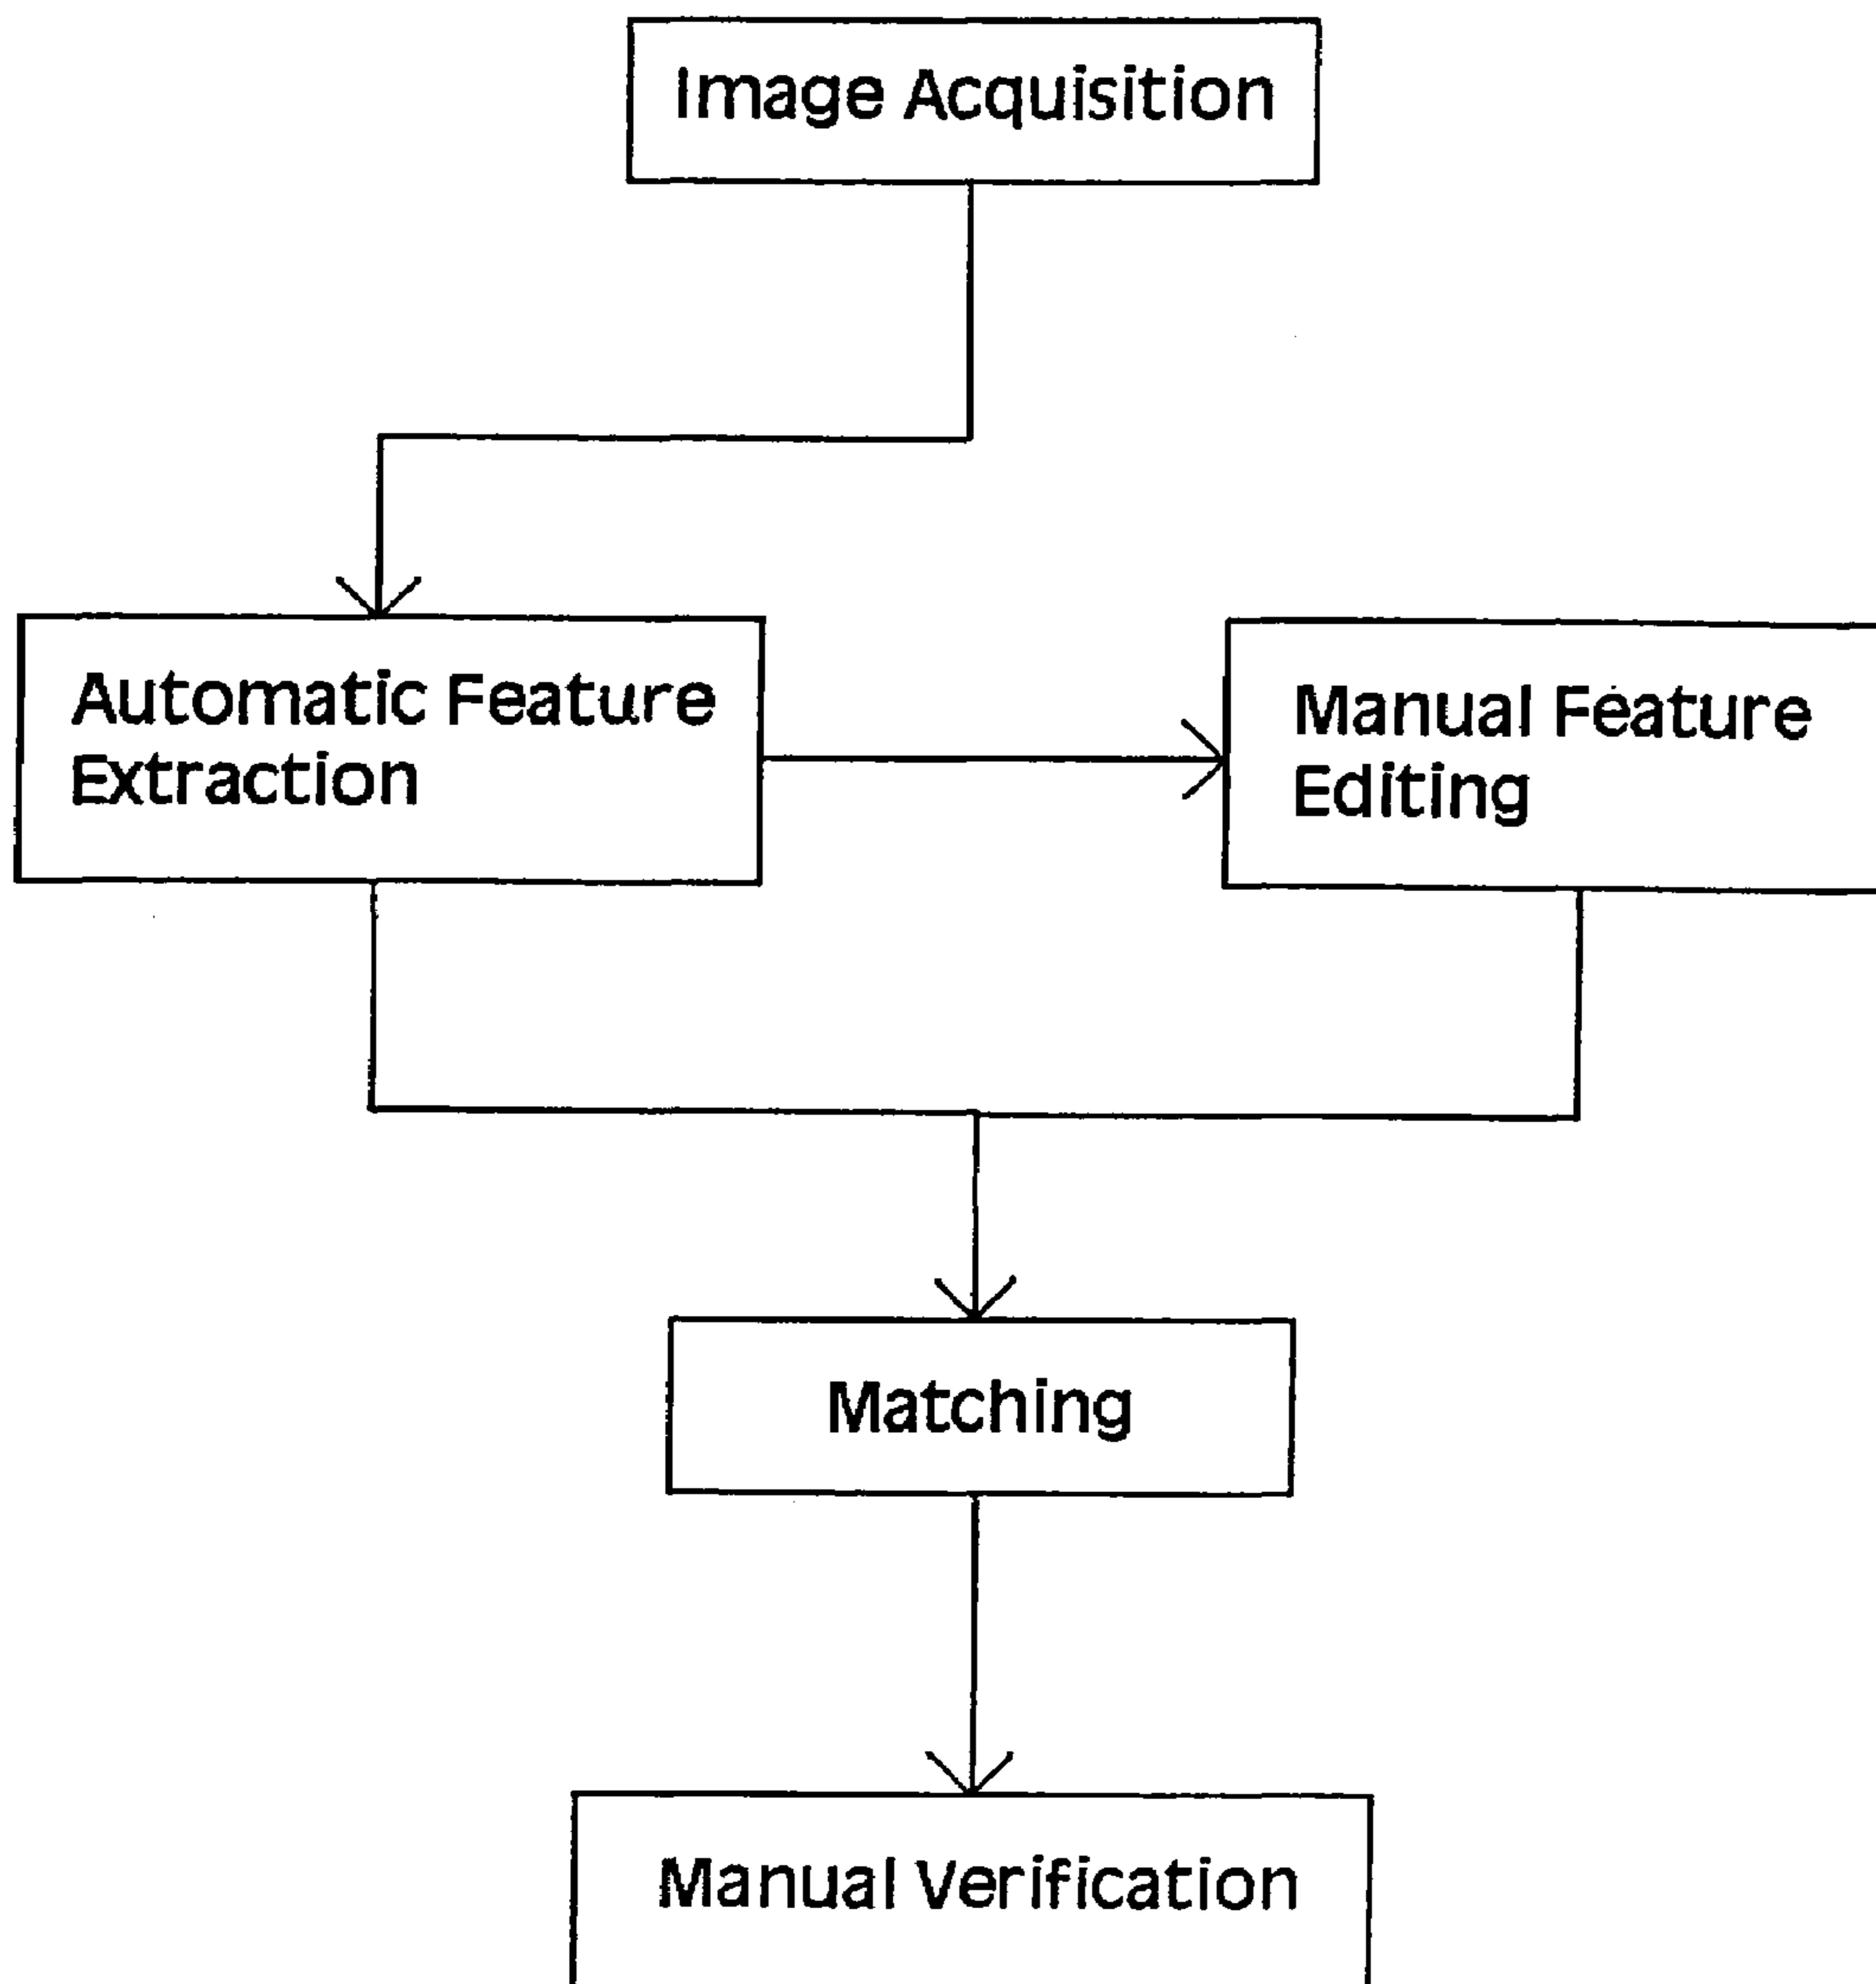 Image Acquisition
Automatic Feature
Extraction
Manual Feature
Editing
Matching
Manual Verification